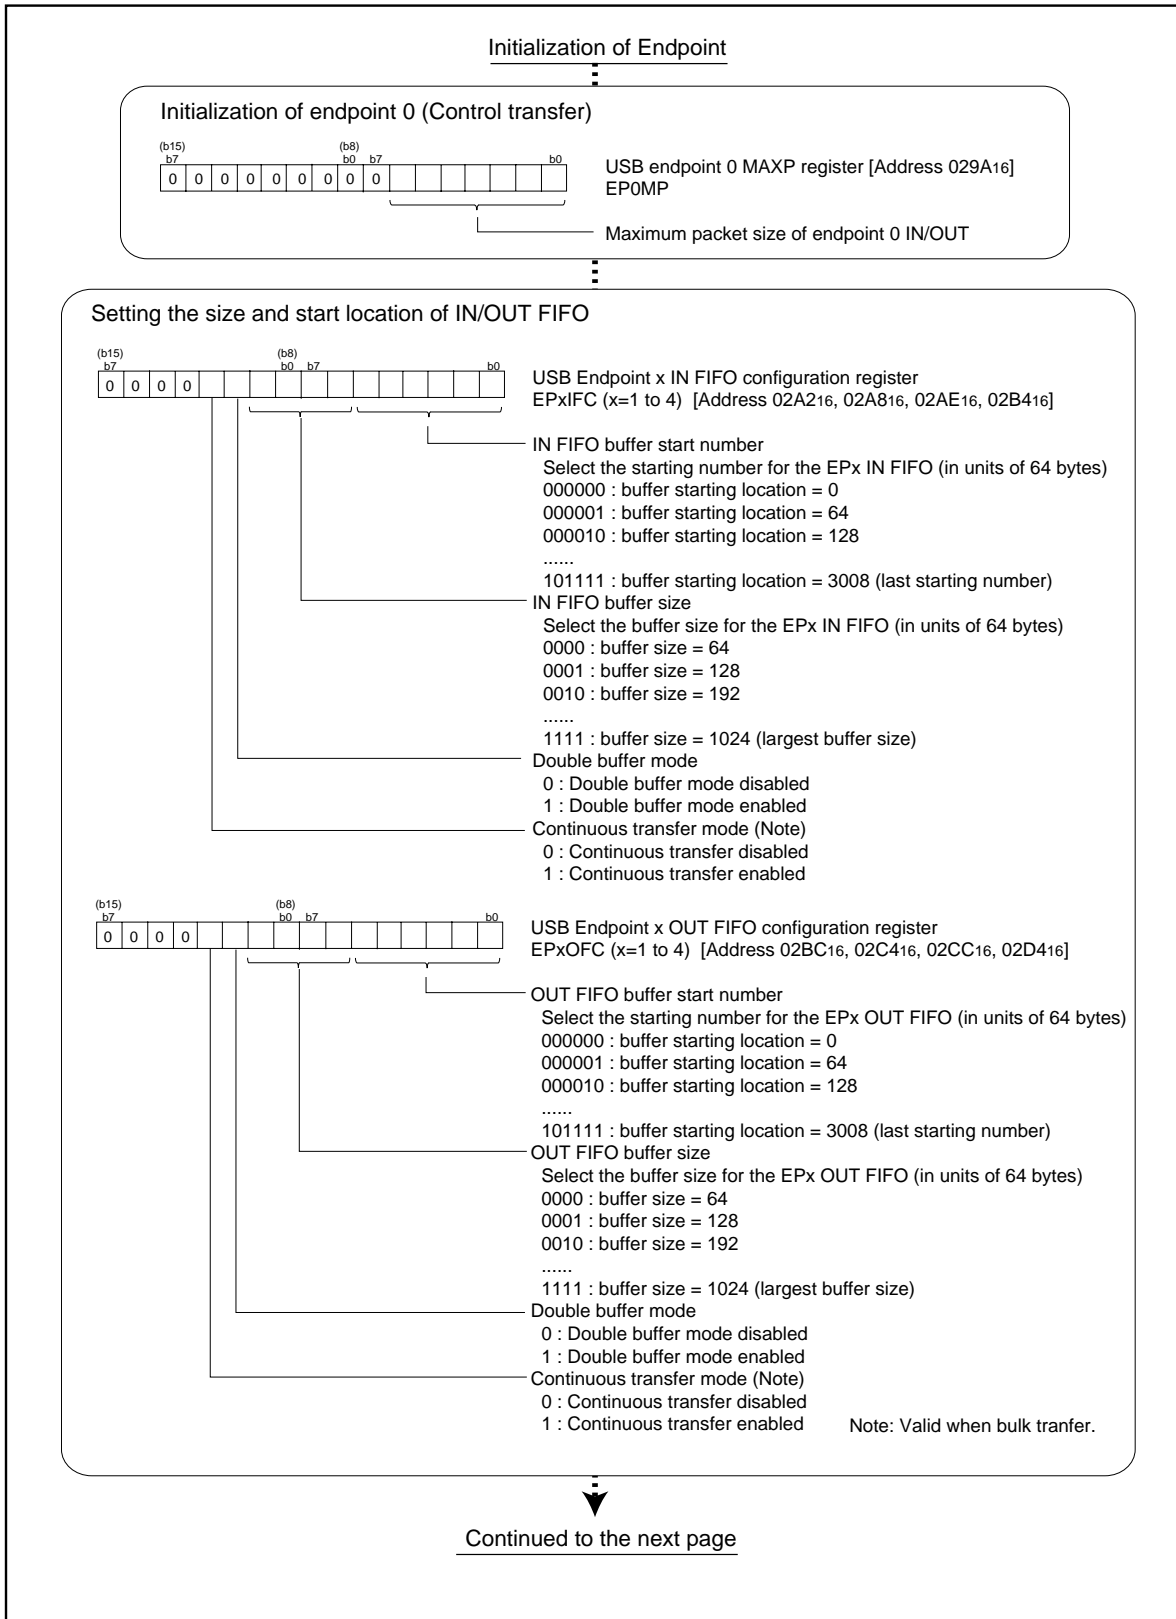 Initialization of Endpoint
Initialization of endpoint 0 (Control transfer)
(b15) (b8)
b7 b0 b7 b0
0 0 0 0 0 0 0 0 0
USB endpoint 0 MAXP register [Address 029A16]
EP0MP
Maximum packet size of endpoint 0 IN/OUT
Setting the size and start location of IN/OUT FIFO
(b15) (b8)
b7 b0 b7 b0
0 0 0 0
USB Endpoint x IN FIFO configuration register
EPxIFC (x=1 to 4) [Address 02A216, 02A816, 02AE16, 02B416]
IN FIFO buffer start number
Select the starting number for the EPx IN FIFO (in units of 64 bytes)
000000 : buffer starting location = 0
000001 : buffer starting location = 64
000010 : buffer starting location = 128
......
101111 : buffer starting location = 3008 (last starting number)
IN FIFO buffer size
Select the buffer size for the EPx IN FIFO (in units of 64 bytes)
0000 : buffer size = 64
0001 : buffer size = 128
0010 : buffer size = 192
......
1111 : buffer size = 1024 (largest buffer size)
Double buffer mode
0 : Double buffer mode disabled
1 : Double buffer mode enabled
Continuous transfer mode (Note)
0 : Continuous transfer disabled
1 : Continuous transfer enabled
(b15) (b8)
b7 b0 b7 b0
0 0 0 0
USB Endpoint x OUT FIFO configuration register
EPxOFC (x=1 to 4) [Address 02BC16, 02C416, 02CC16, 02D416]
OUT FIFO buffer start number
Select the starting number for the EPx OUT FIFO (in units of 64 bytes)
000000 : buffer starting location = 0
000001 : buffer starting location = 64
000010 : buffer starting location = 128
......
101111 : buffer starting location = 3008 (last starting number)
OUT FIFO buffer size
Select the buffer size for the EPx OUT FIFO (in units of 64 bytes)
0000 : buffer size = 64
0001 : buffer size = 128
0010 : buffer size = 192
......
1111 : buffer size = 1024 (largest buffer size)
Double buffer mode
0 : Double buffer mode disabled
1 : Double buffer mode enabled
Continuous transfer mode (Note)
0 : Continuous transfer disabled
1 : Continuous transfer enabled Note: Valid when bulk tranfer.
Continued to the next page